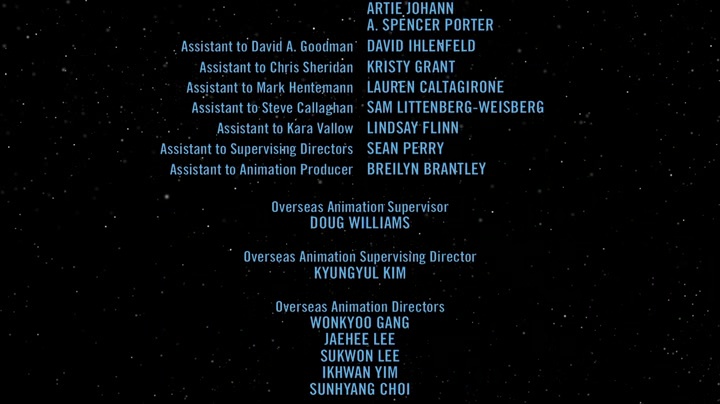 ARTIE JOHANN
A. SPENCER PORTER
Assistant to David A. Goodman DAVID IHLENFELD
Assistant to Chris Sheridan KRISTY GRANT
Assistant to Mark Hentemann LAUREN CALTAGIRONE
Assistant to Steve Callaghan SAM LITTENBERG-WEISBERG
Assistant to Kara Vallow LINDSAY FLINN
Assistant to Supervising Directors SEAN PERRY
Assistant to Animation Producer BREILYN BRANTLEY
Overseas Animation Supervisor
DOUG WILLIAMS
Overseas Animation Supervising Director
KYUNGYUL KIM
Overseas Animation Directors
WONKYOO GANG
JAEHEE LEE
SUKWON LEE
IKHWAN YIM
SUNHYANG CHOI